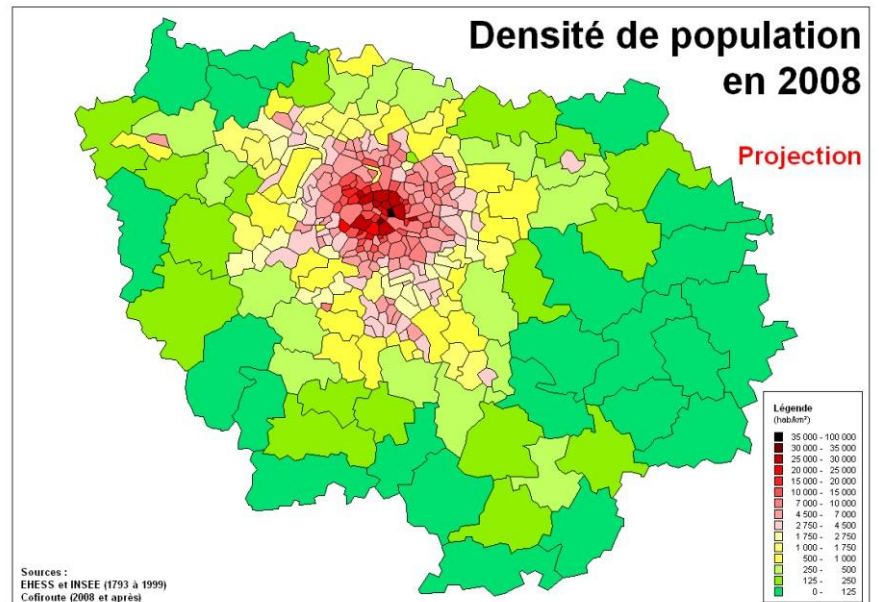 Densité de population
en 2008
Projection
Légende
(hab/km²)
35 000 - 100 000
30 000 - 35 000
25 000 - 30 000
20 000 - 25 000
15 000 - 20 000
10 000 - 15 000
7 000 - 10 000
4 500 - 7 000
2 750 - 4 500
1 750 - 2 750
1 000 - 1 750
500 - 1 000
250 - 500
125 - 250
0 - 125
Sources :
EHESS et INSEE (1793 à 1999)
Cofiroute (2008 et après)